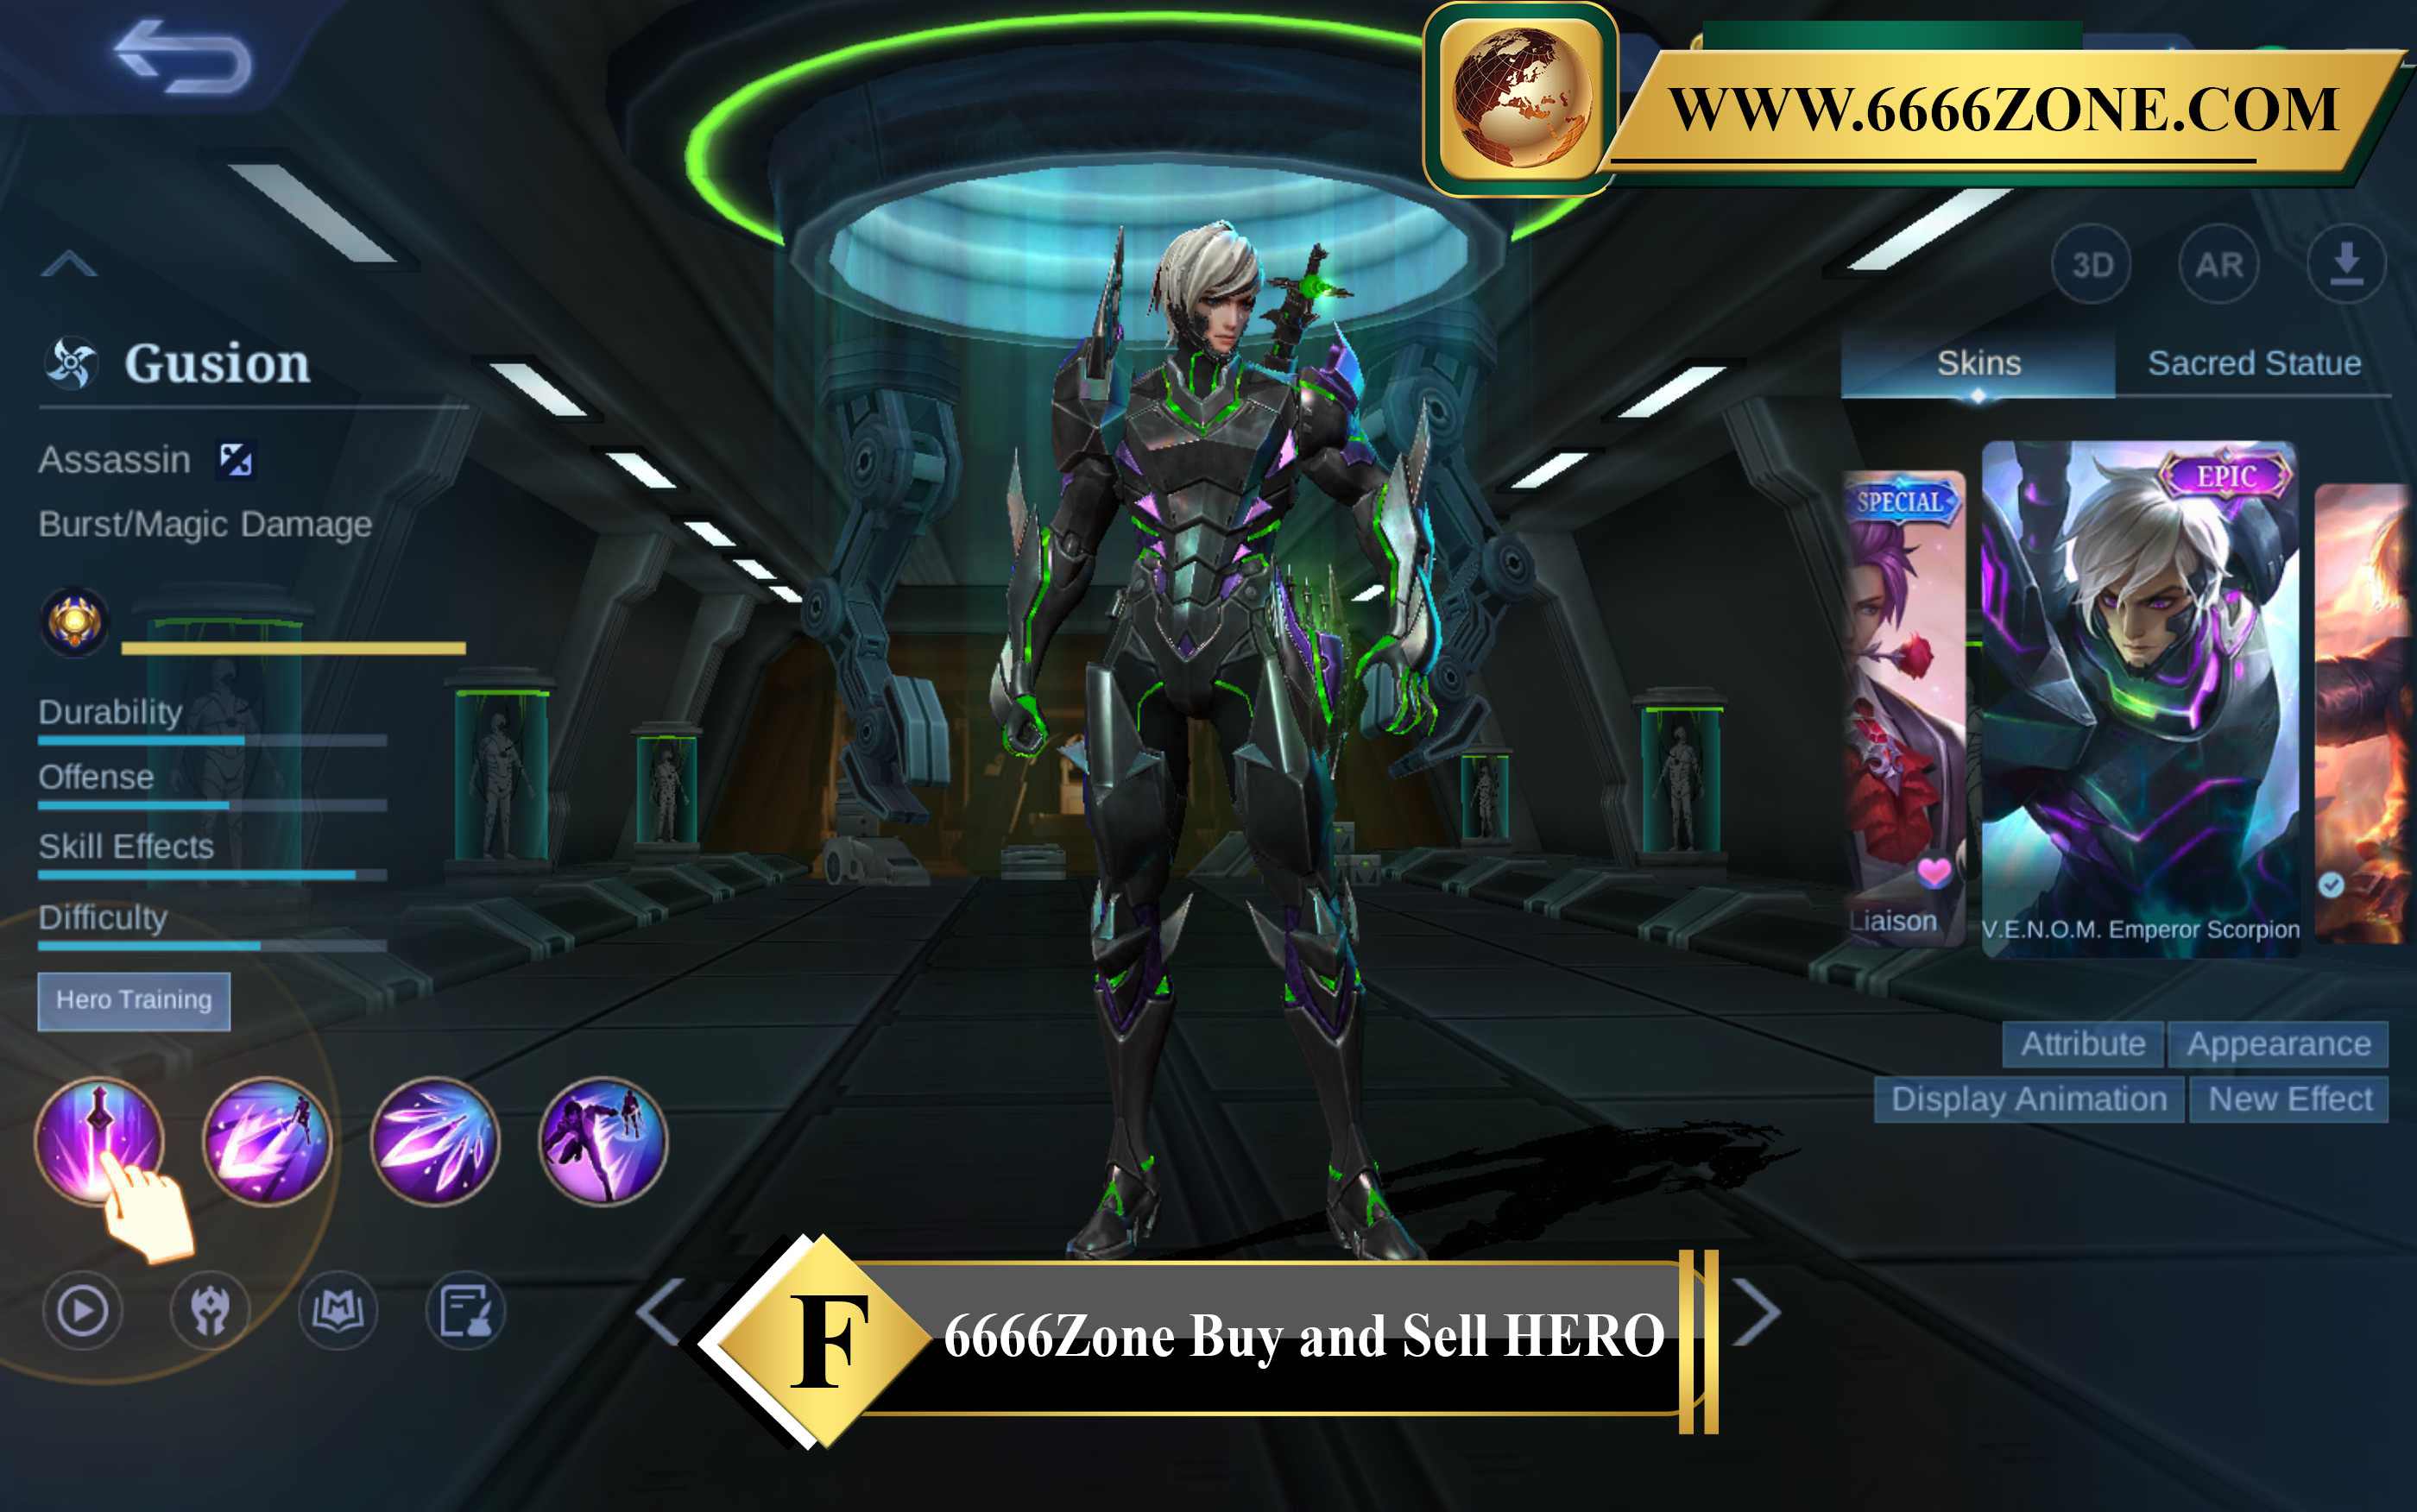 WWW.6666ZONE.COM
3D
AR
Gusion
Skins
Sacred Statue
Assassin
Burst/Magic Damage
SPECIAL
EPIC
Durability
Offense
Skill Effects
Difficulty
Liaison
V.E.N.O.M. Emperor Scorpion
Hero Training
Attribute
Appearance
Display Animation
New Effect
F
6666Zone Buy and Sell HERO